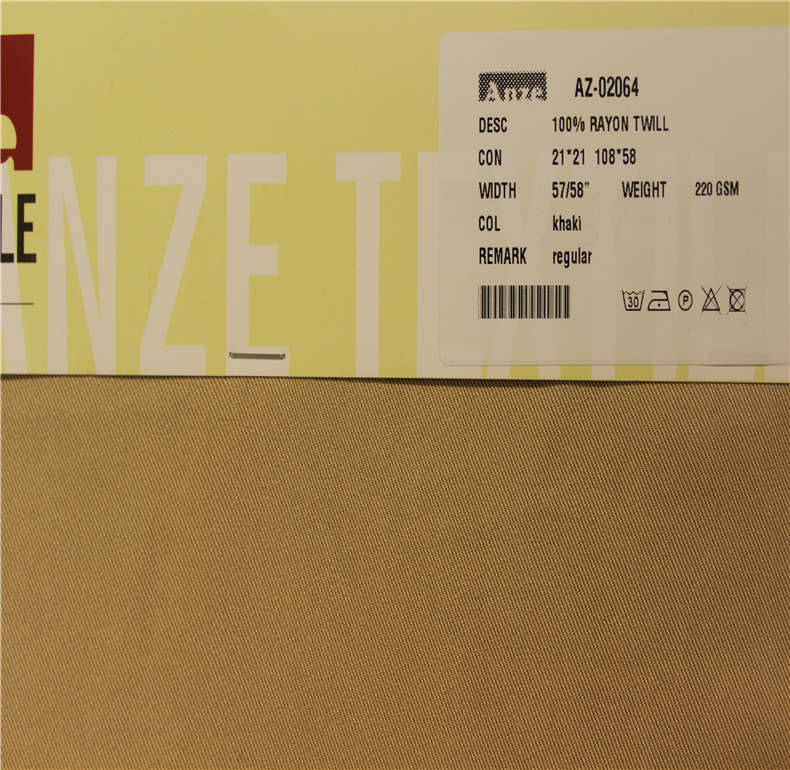 Anze AZ-02064
DESC 100% RAYON TWILL
CON 21*21 108*58
WIDTH 57/58" WEIGHT 220 GSM
COL khaki
REMARK regular
30 P
e
LE
ANZE TEXTILE